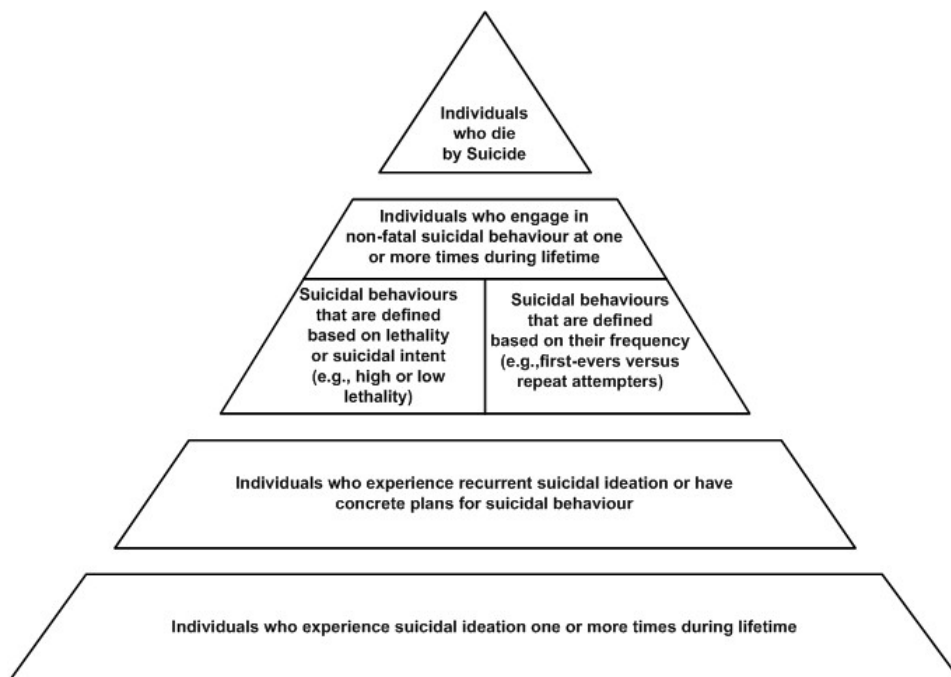 Individuals
who die
by Suicide
Individuals who engage in
non-fatal suicidal behaviour at one
or more times during lifetime
Suicidal behaviours
that are defined
based on lethality
or suicidal intent
(e.g., high or low
lethality)
Suicidal behaviours
that are defined
based on their frequency
(e.g.,first-evers versus
repeat attempters)
Individuals who experience recurrent suicidal ideation or have
concrete plans for suicidal behaviour
Individuals who experience suicidal ideation one or more times during lifetime